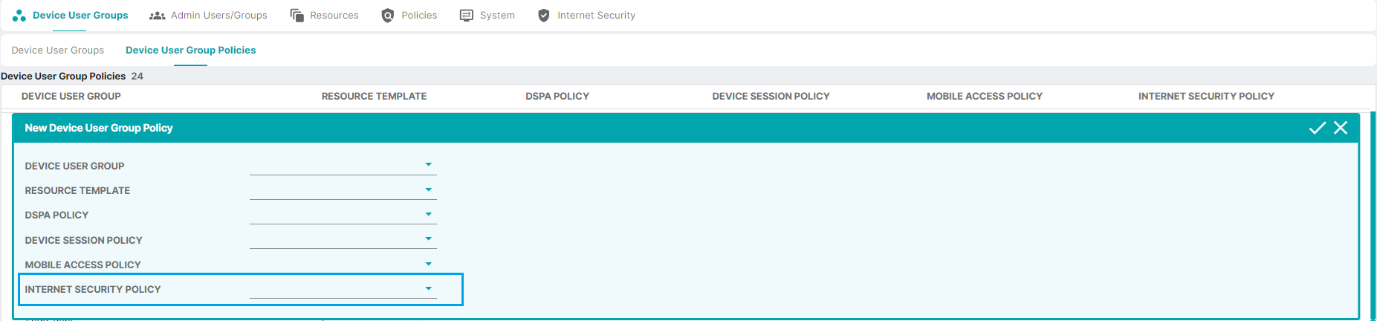 Device User Groups Admin Users/Groups Resources Policies System Internet Security
Device User Groups Device User Group Policies
Device User Group Policies 24
DEVICE USER GROUP RESOURCE TEMPLATE DSPA POLICY DEVICE SESSION POLICY MOBILE ACCESS POLICY INTERNET SECURITY POLICY
New Device User Group Policy
DEVICE USER GROUP
RESOURCE TEMPLATE
DSPA POLICY
DEVICE SESSION POLICY
MOBILE ACCESS POLICY
INTERNET SECURITY POLICY